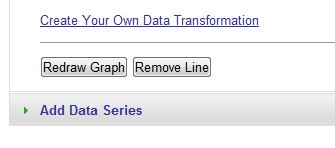 Create Your Own Data Transformation
Redraw Graph Remove Line
Add Data Series